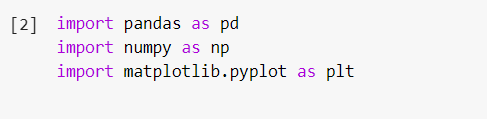 [2] import pandas as pd
import numpy as np
import matplotlib.pyplot as plt